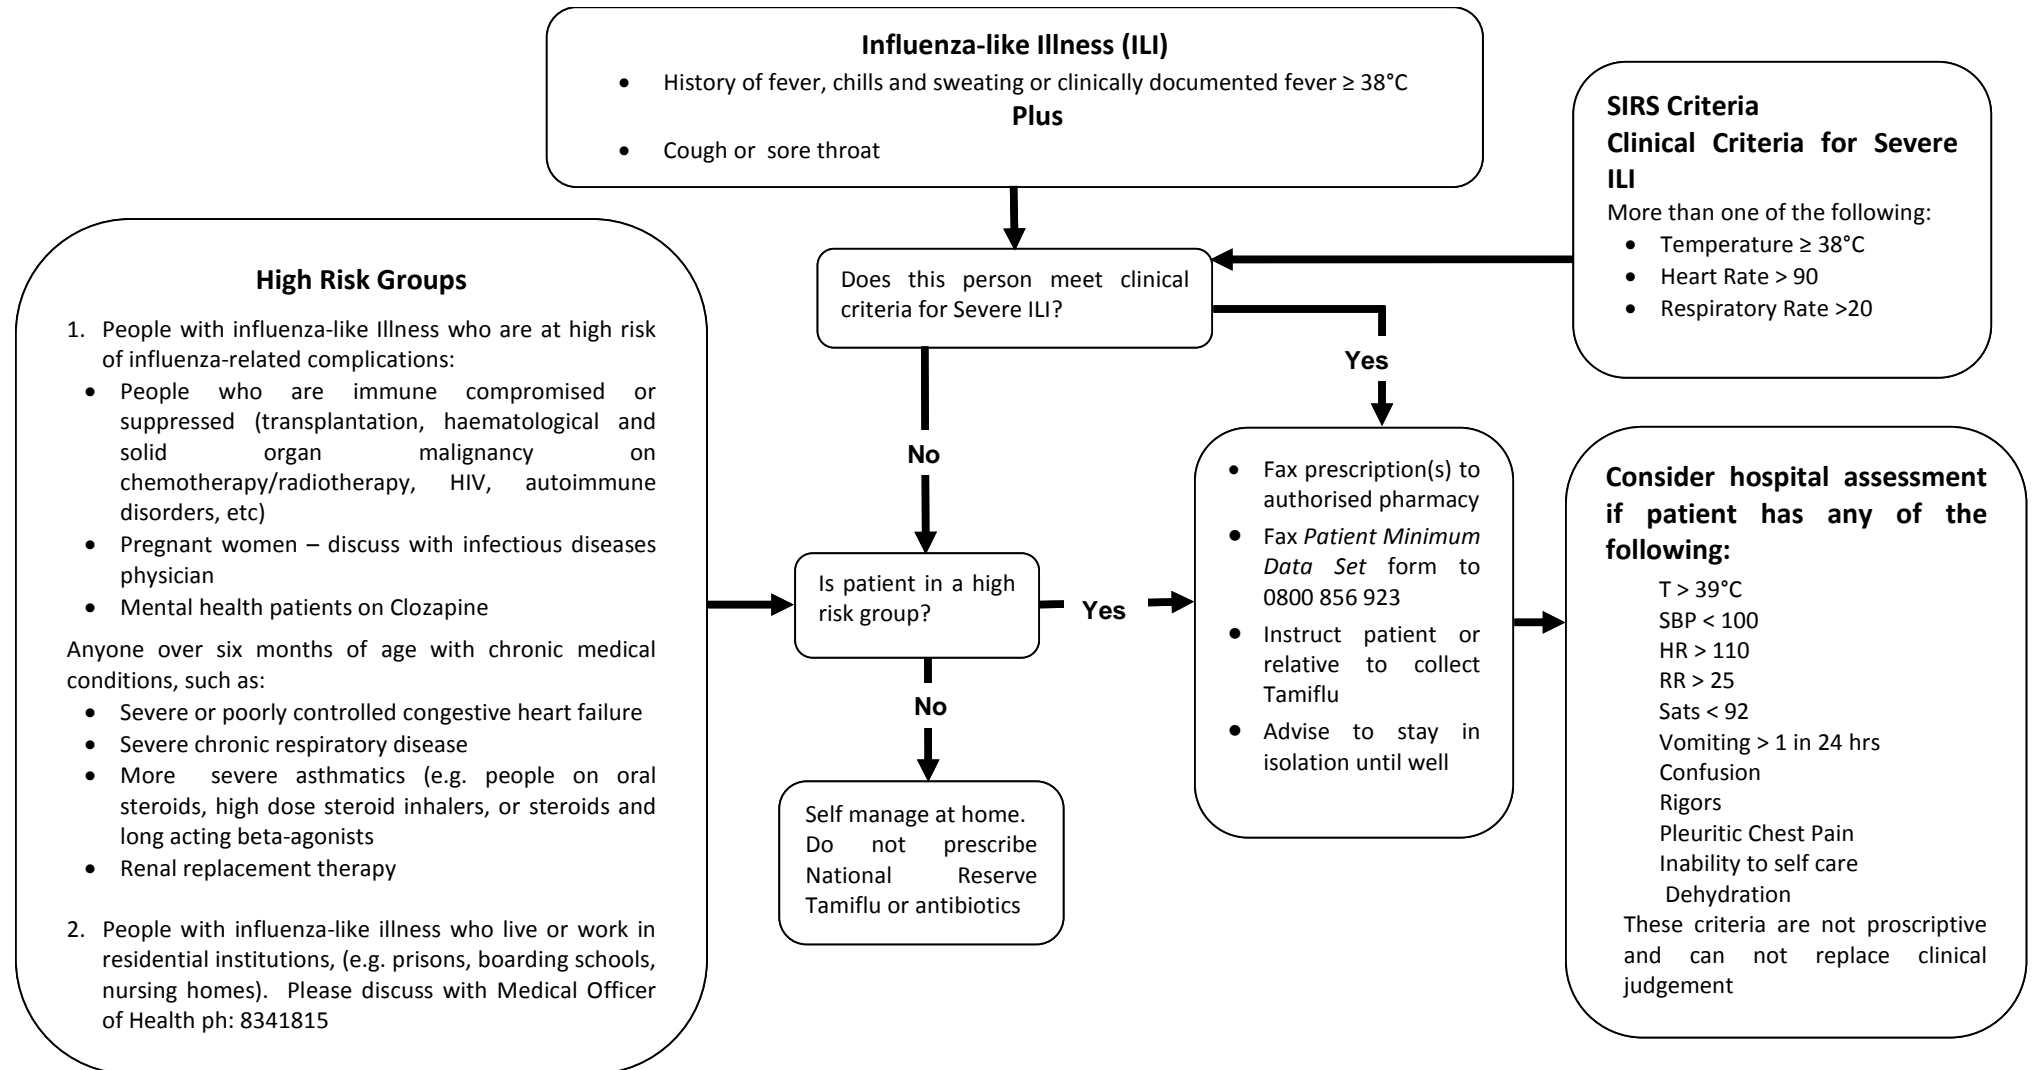 Influenza-like Illness (ILI)
• History of fever, chills and sweating or clinically documented fever ≥ 38°C
Plus
• Cough or sore throat
SIRS Criteria
Clinical Criteria for Severe
ILI
More than one of the following:
• Temperature ≥ 38°C
• Heart Rate > 90
• Respiratory Rate >20
High Risk Groups
1. People with influenza-like Illness who are at high risk
of influenza-related complications:
• People who are immune compromised or
suppressed (transplantation, haematological and
solid organ malignancy on
chemotherapy/radiotherapy, HIV, autoimmune
disorders, etc)
• Pregnant women – discuss with infectious diseases
physician
• Mental health patients on Clozapine
Anyone over six months of age with chronic medical
conditions, such as:
• Severe or poorly controlled congestive heart failure
• Severe chronic respiratory disease
• More severe asthmatics (e.g. people on oral
steroids, high dose steroid inhalers, or steroids and
long acting beta-agonists
• Renal replacement therapy
2. People with influenza-like illness who live or work in
residential institutions, (e.g. prisons, boarding schools,
nursing homes). Please discuss with Medical Officer
of Health ph: 8341815
Does this person meet clinical
criteria for Severe ILI?
Yes
No
Is patient in a high
risk group?
Yes
No
Self manage at home.
Do not prescribe
National Reserve
Tamiflu or antibiotics
• Fax prescription(s) to
authorised pharmacy
• Fax Patient Minimum
Data Set form to
0800 856 923
• Instruct patient or
relative to collect
Tamiflu
• Advise to stay in
isolation until well
Consider hospital assessment
if patient has any of the
following:
T > 39°C
SBP < 100
HR > 110
RR > 25
Sats < 92
Vomiting > 1 in 24 hrs
Confusion
Rigors
Pleuritic Chest Pain
Inability to self care
Dehydration
These criteria are not proscriptive
and can not replace clinical
judgement